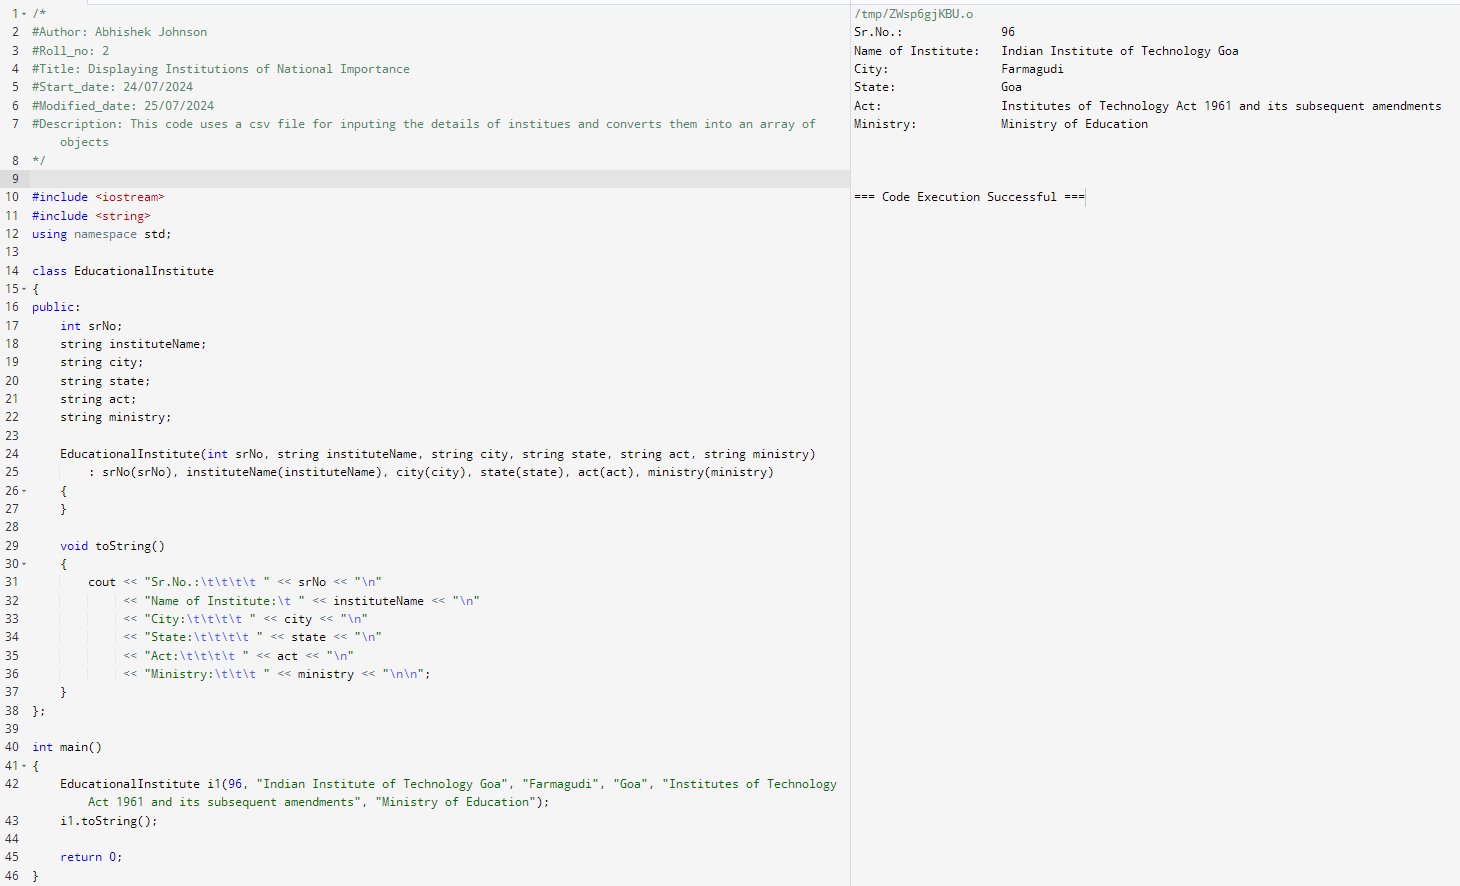 1 /*
2 #Author: Abhishek Johnson
3 #Roll_no: 2
4 #Title: Displaying Institutions of National Importance
5 #Start_date: 24/07/2024
6 #Modified_date: 25/07/2024
7 #Description: This code uses a csv file for inputing the details of institues and converts them into an array of
objects
8 */
9
10 #include <iostream>
11 #include <string>
12 using namespace std;
13
14 class EducationalInstitute
15 {
16 public:
17     int srNo;
18     string instituteName;
19     string city;
20     string state;
21     string act;
22     string ministry;
23
24     EducationalInstitute(int srNo, string instituteName, string city, string state, string act, string ministry)
25         : srNo(srNo), instituteName(instituteName), city(city), state(state), act(act), ministry(ministry)
26     {
27     }
28
29     void toString()
30     {
31         cout << "Sr.No.:\t\t\t\t " << srNo << "\n"
32              << "Name of Institute:\t " << instituteName << "\n"
33              << "City:\t\t\t\t " << city << "\n"
34              << "State:\t\t\t\t " << state << "\n"
35              << "Act:\t\t\t\t " << act << "\n"
36              << "Ministry:\t\t\t " << ministry << "\n\n";
37     }
38 };
39
40 int main()
41 {
42     EducationalInstitute i1(96, "Indian Institute of Technology Goa", "Farmagudi", "Goa", "Institutes of Technology
Act 1961 and its subsequent amendments", "Ministry of Education");
43     i1.toString();
44
45     return 0;
46 }
/tmp/ZWsp6gjKBU.o
Sr.No.: 96
Name of Institute: Indian Institute of Technology Goa
City: Farmagudi
State: Goa
Act: Institutes of Technology Act 1961 and its subsequent amendments
Ministry: Ministry of Education
=== Code Execution Successful ===